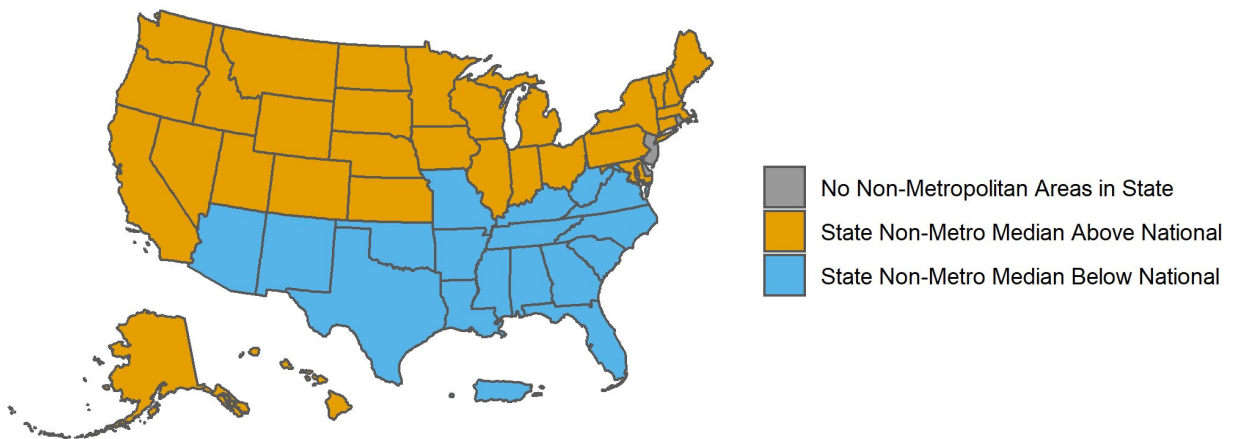 No Non-Metropolitan Areas in State
State Non-Metro Median Above National
State Non-Metro Median Below National